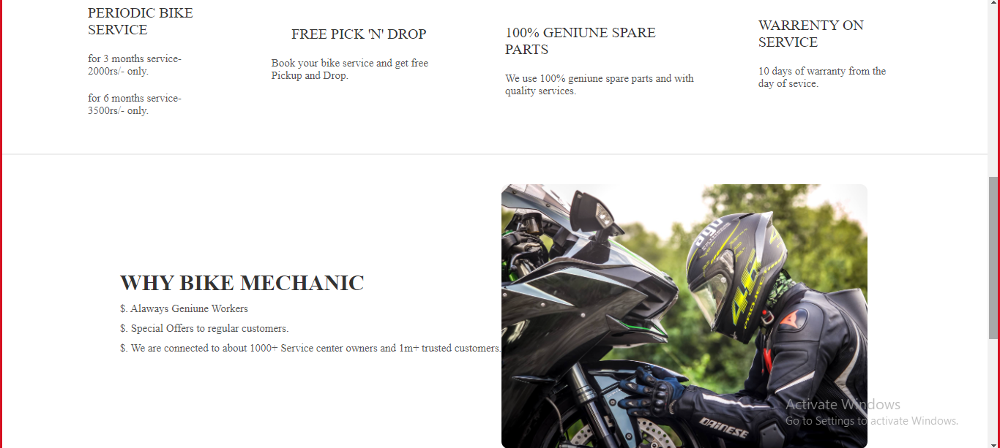 PERIODIC BIKE
SERVICE
for 3 months service-
2000rs/- only.
for 6 months service-
3500rs/- only.
FREE PICK 'N' DROP
Book your bike service and get free
Pickup and Drop.
100% GENIUNE SPARE
PARTS
We use 100% geniune spare parts and with
quality services.
WARRENTY ON
SERVICE
10 days of warranty from the
day of sevice.
WHY BIKE MECHANIC
$. Alaways Geniune Workers
$. Special Offers to regular customers.
$. We are connected to about 1000+ Service center owners and 1m+ trusted customers.
agv
PROJECT
DAINESE
Activate Windows
Go to Settings to activate Windows.